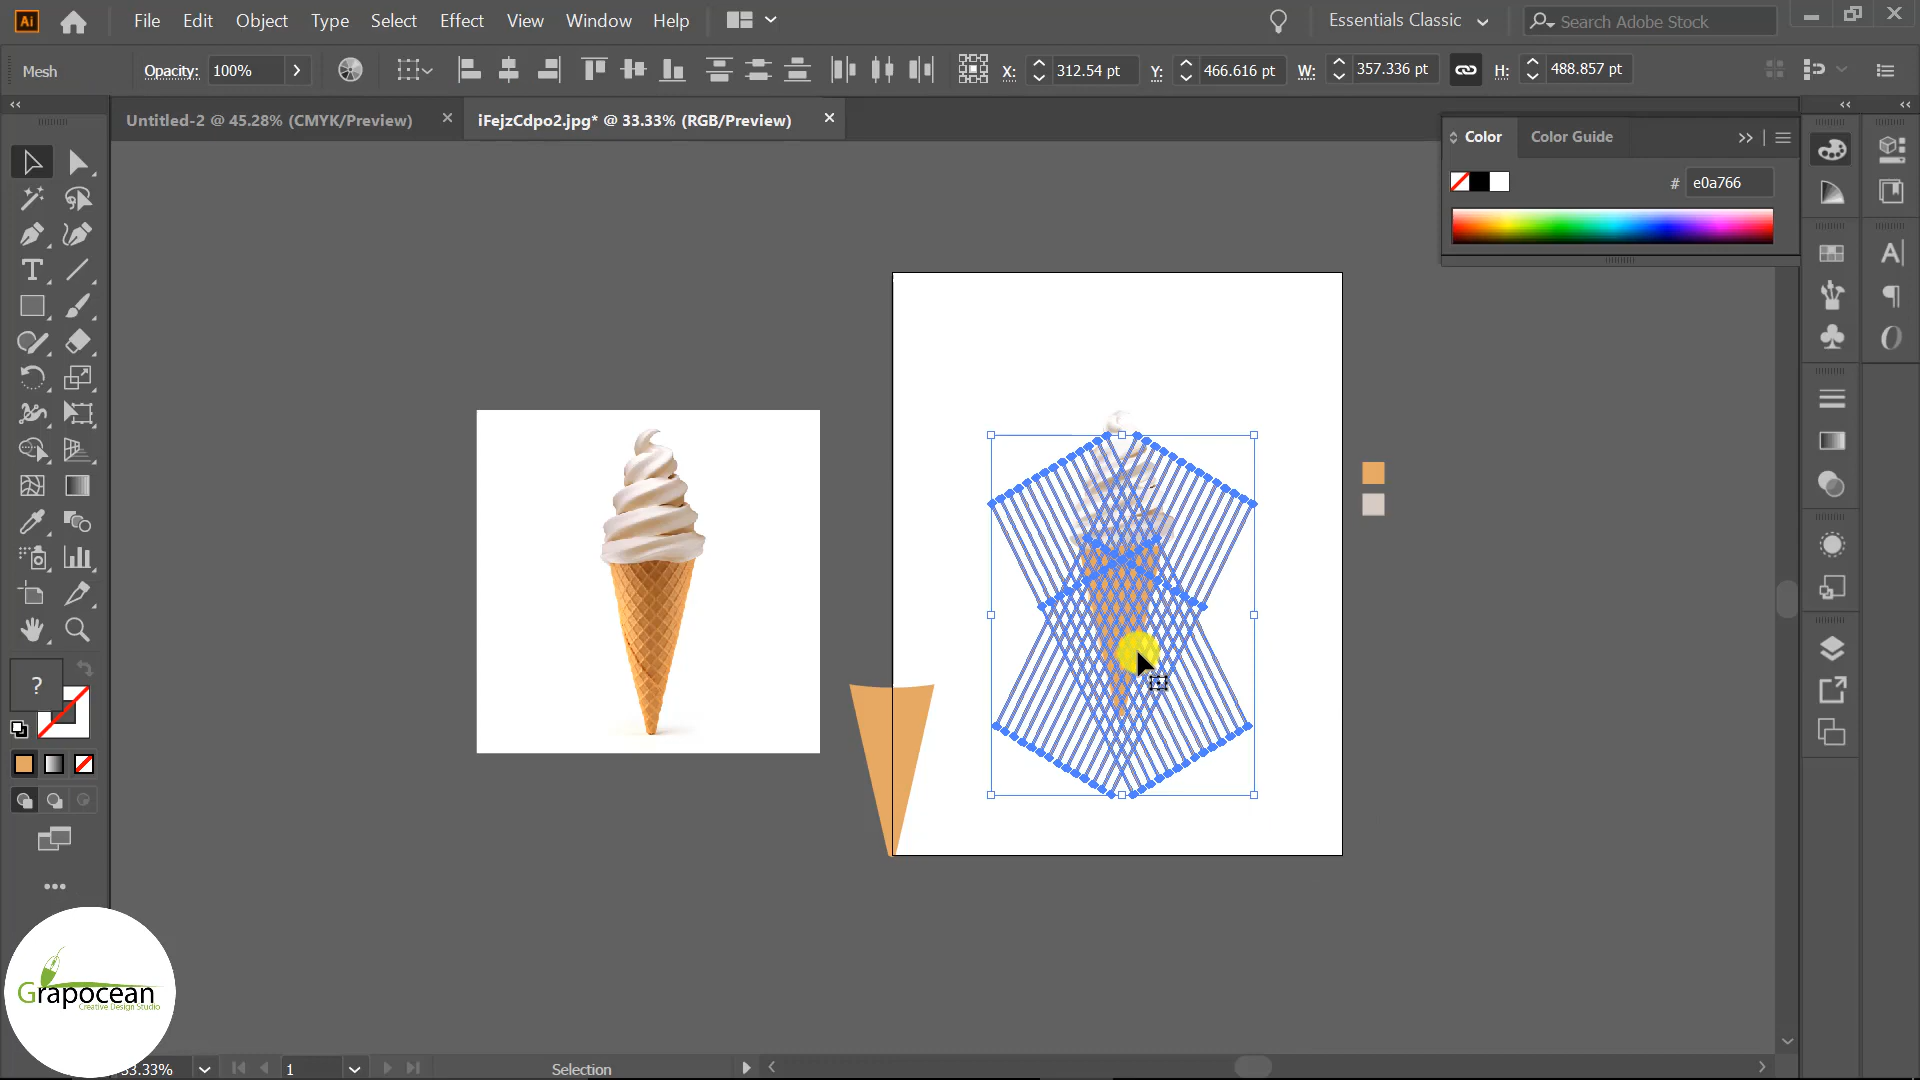 Ai File Edit Object Type Select Effect View Window Help Essentials Classic Search Adobe Stock
Mesh Opacity: 100% X: 312.54 pt Y: 466.616 pt W: 357.336 pt H: 488.857 pt
Untitled-2 @ 45.28% (CMYK/Preview) iFejzCdpo2.jpg* @ 33.33% (RGB/Preview)
Color Color Guide
# e0a766
?
Grapocean
Creative Design Studio
33.33% 1 Selection